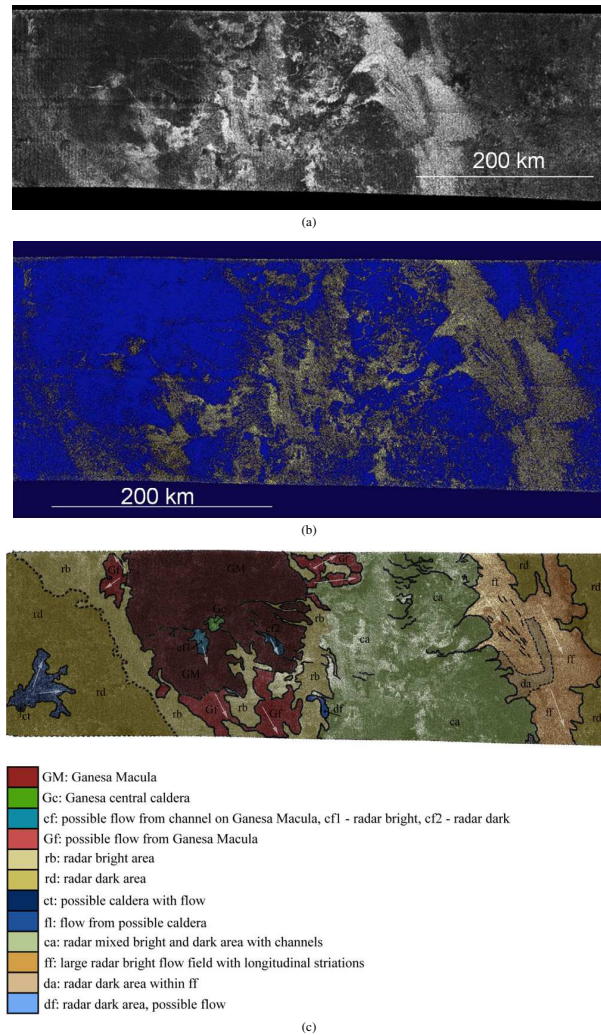 200 km
(a)
200 km
(b)
rb
Gf
GM
Gf
rd
rd
ff
rd
Gc
rb
ca
cf1
cf2
ca
ff
rd
GM
rb
da
ct
rb
Gf
rb
Gf
df
ca
ff
rd
GM: Ganesa Macula
Gc: Ganesa central caldera
cf: possible flow from channel on Ganesa Macula, cf1 - radar bright, cf2 - radar dark
Gf: possible flow from Ganesa Macula
rb: radar bright area
rd: radar dark area
ct: possible caldera with flow
fl: flow from possible caldera
ca: radar mixed bright and dark area with channels
ff: large radar bright flow field with longitudinal striations
da: radar dark area within ff
df: radar dark area, possible flow
(c)